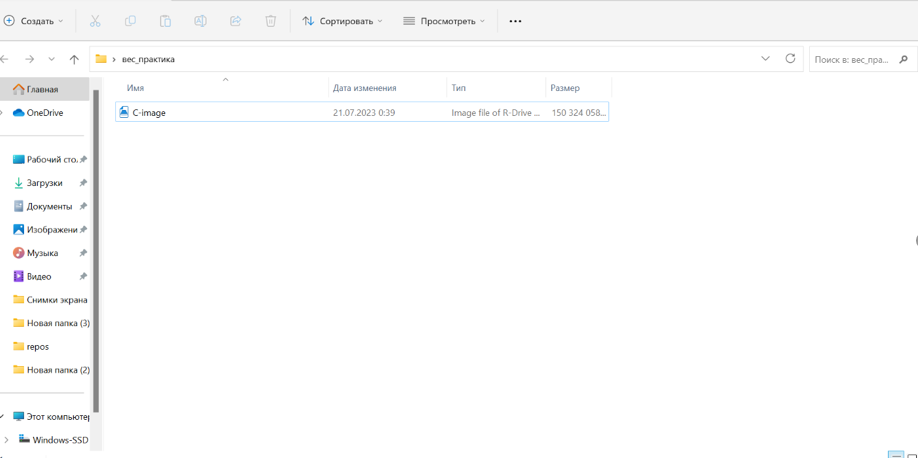 Создать
Сортировать
Просмотреть
вес_практика
Поиск в: вес_пра...
Имя
Дата изменения
Тип
Размер
C-image
21.07.2023 0:39
Image file of R-Drive ...
150 324 058...
Главная
OneDrive
Рабочий сто.
Загрузки
Документы
Изображени
Музыка
Видео
Снимки экрана
Новая папка (3)
repos
Новая папка (2)
Этот компьютер
Windows-SSD